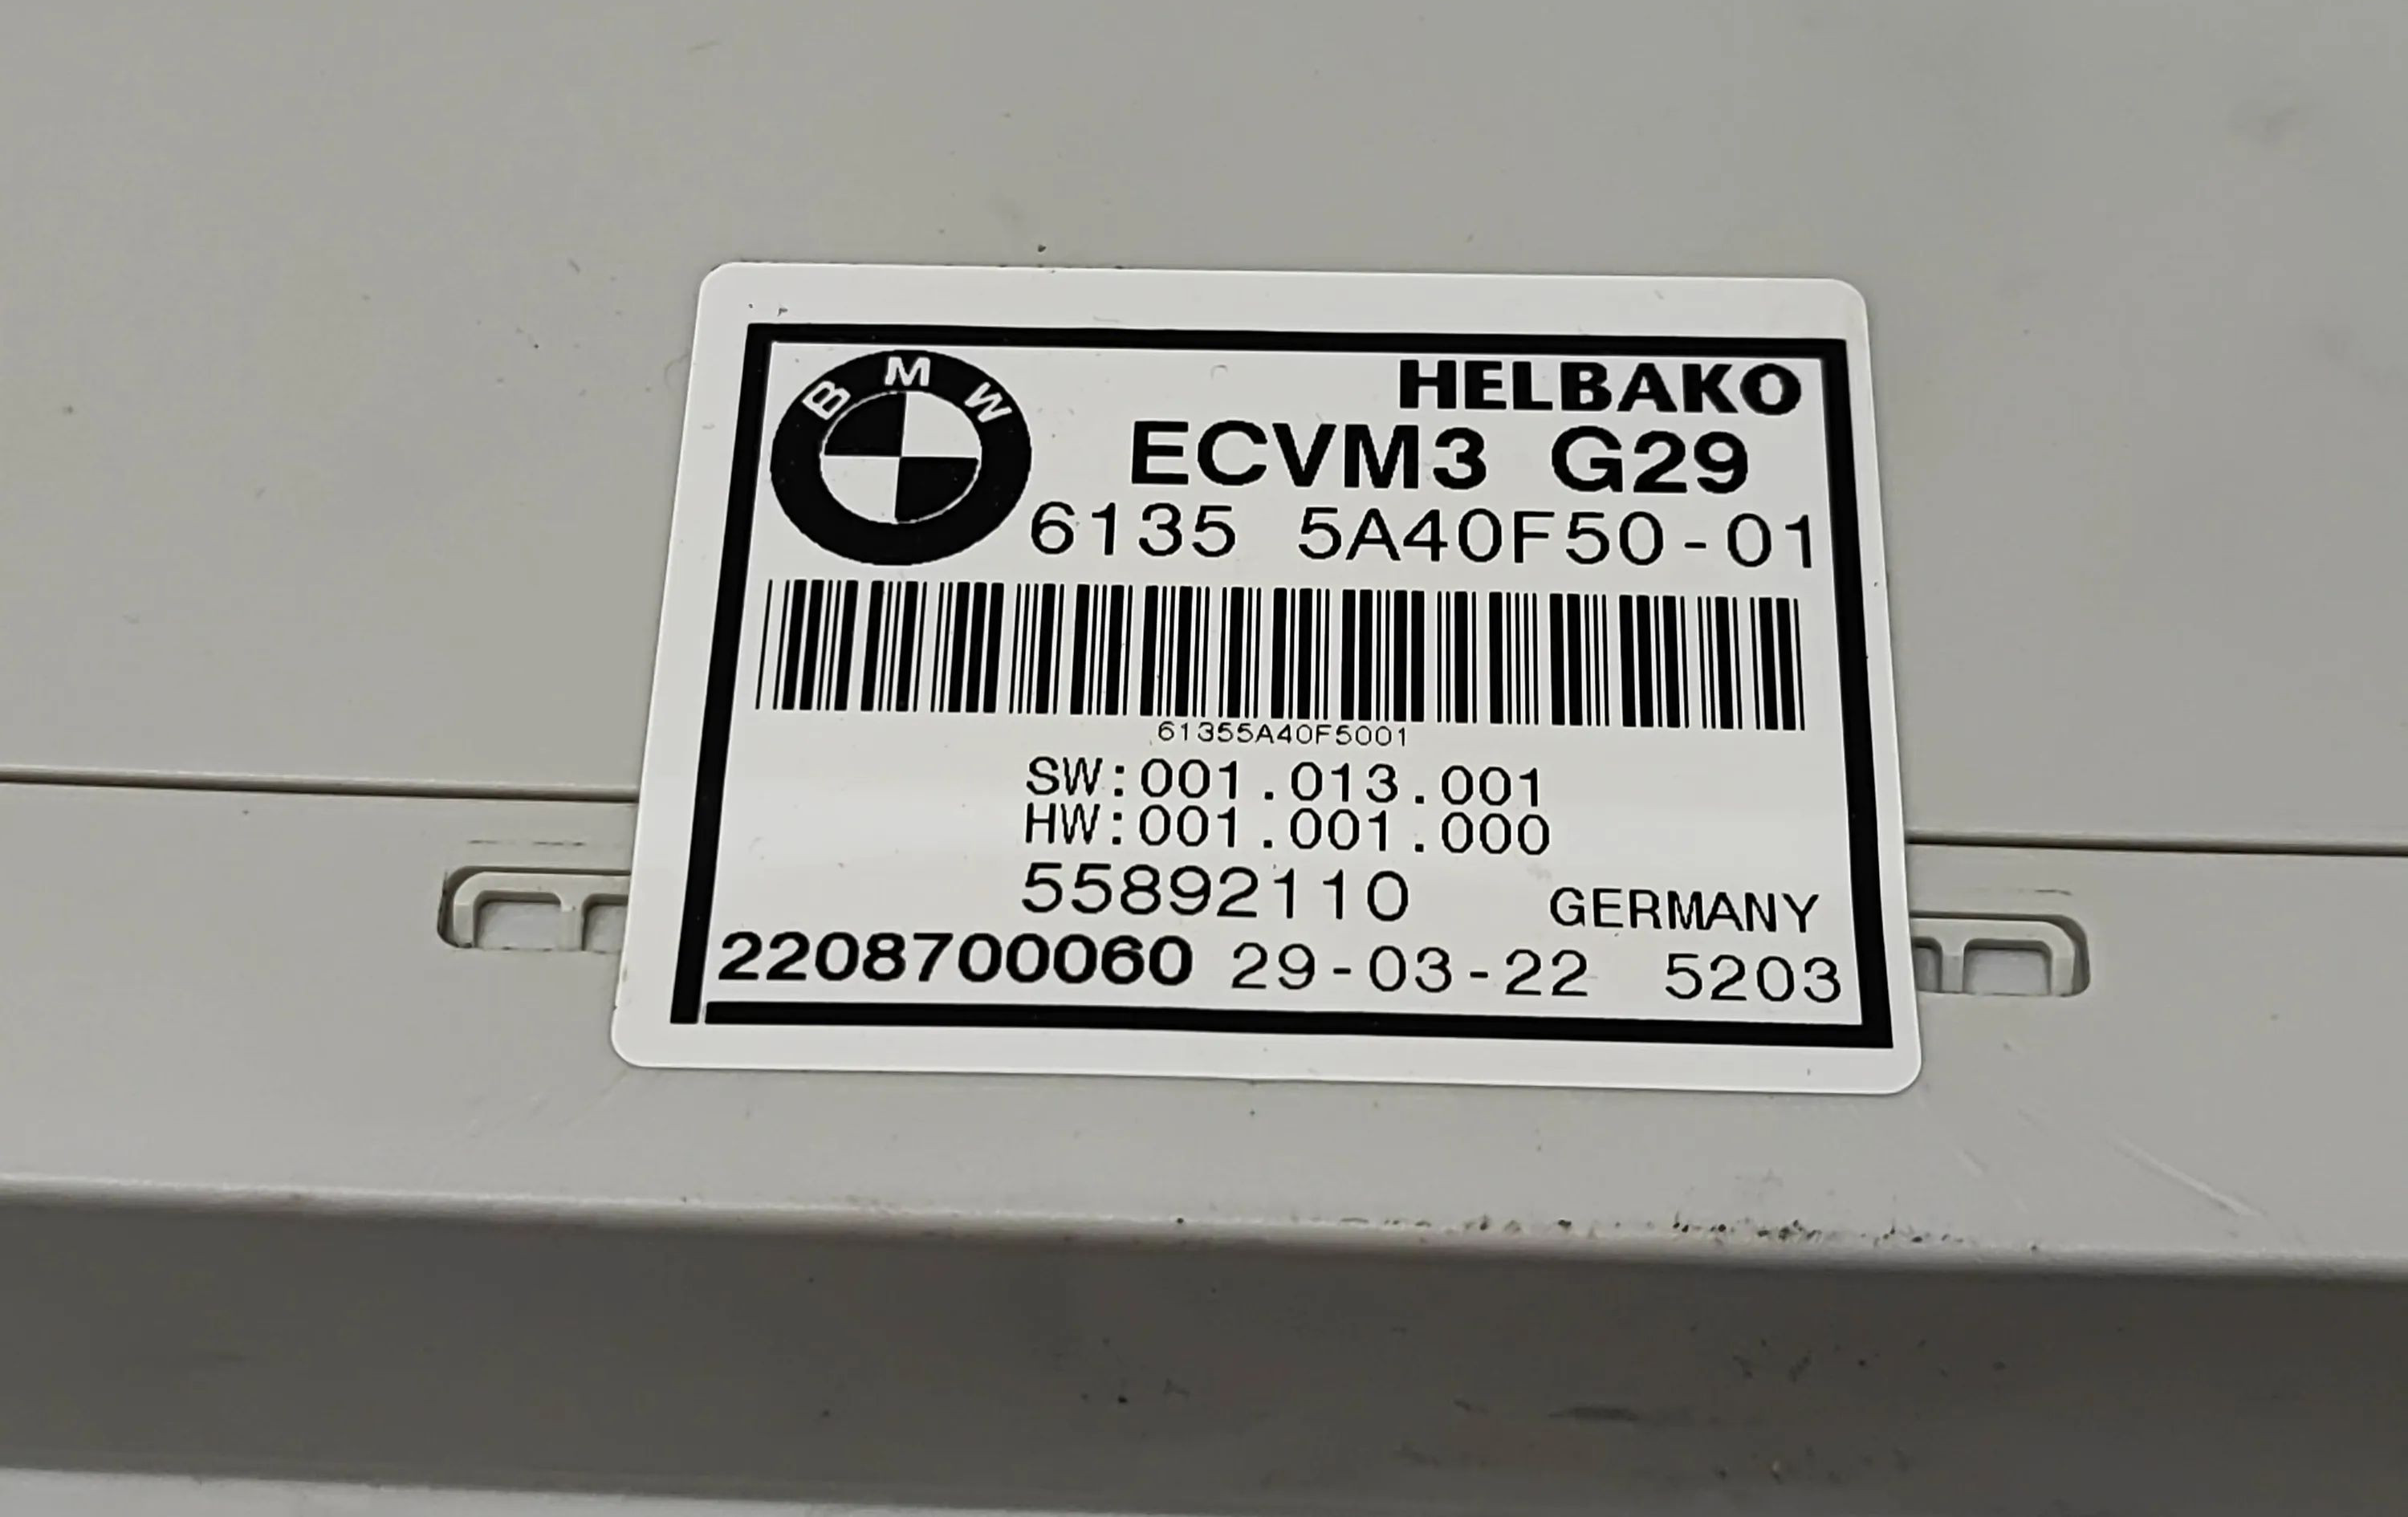 BMW
HELBAKO
ECVM3 G29
6135 5A40F50-01
61355A40F5001
SW:001.013.001
HW:001.001.000
55892110 GERMANY
2208700060 29-03-22 5203